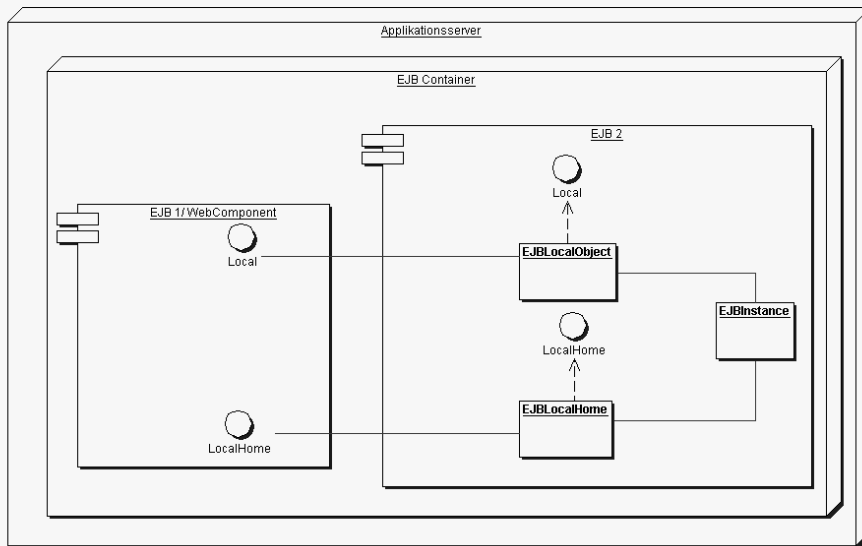 Applikationsserver
EJB Container
EJB 2
Local
EJB 1/ WebComponent
Local
EJBLocalObject
EJBInstance
LocalHome
EJBLocalHome
LocalHome